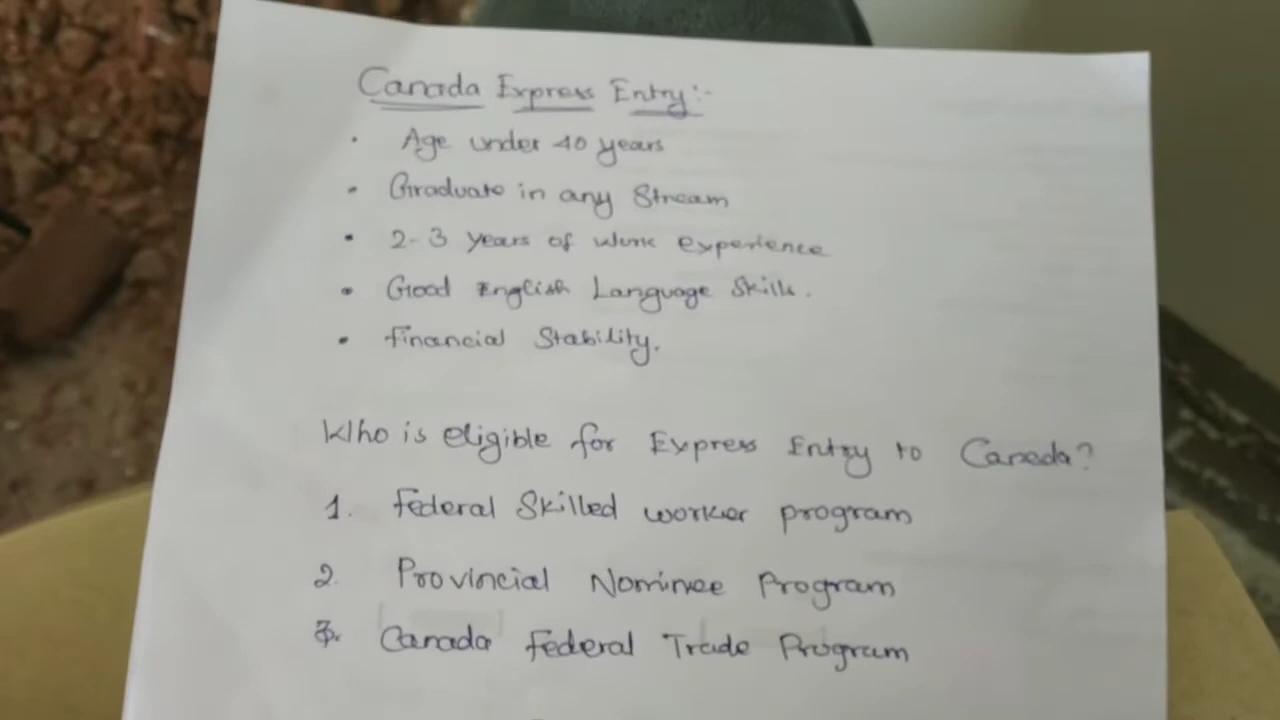 Canada Express Entry:-
• Age under 40 years
• Graduate in any Stream
• 2-3 years of work experience
• Good English Language Skills.
• Financial Stability.
Who is eligible for Express Entry to Canada?
1. Federal Skilled worker program
2. Provincial Nominee Program
3. Canada Federal Trade Program